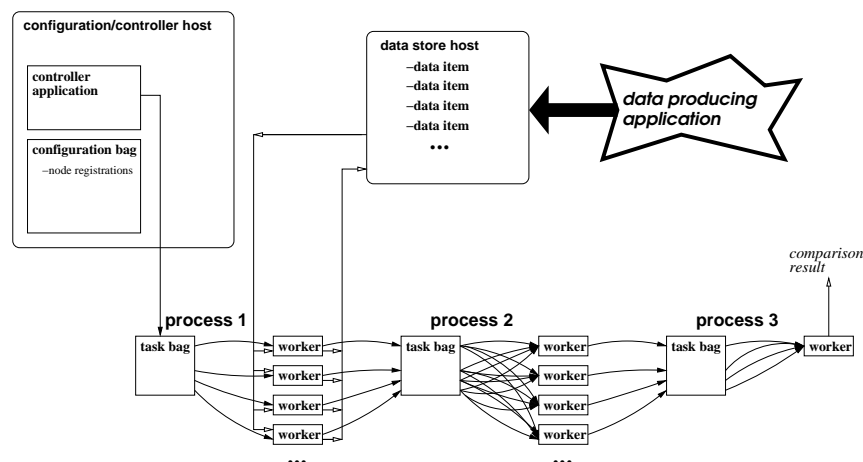 configuration/controller host
controller
application
configuration bag
–node registrations
data store host
–data item
–data item
–data item
–data item
•••
data producing
application
comparison
result
process 1
process 2
process 3
task bag
worker
worker
worker
worker
•••
task bag
worker
worker
worker
worker
•••
task bag
worker